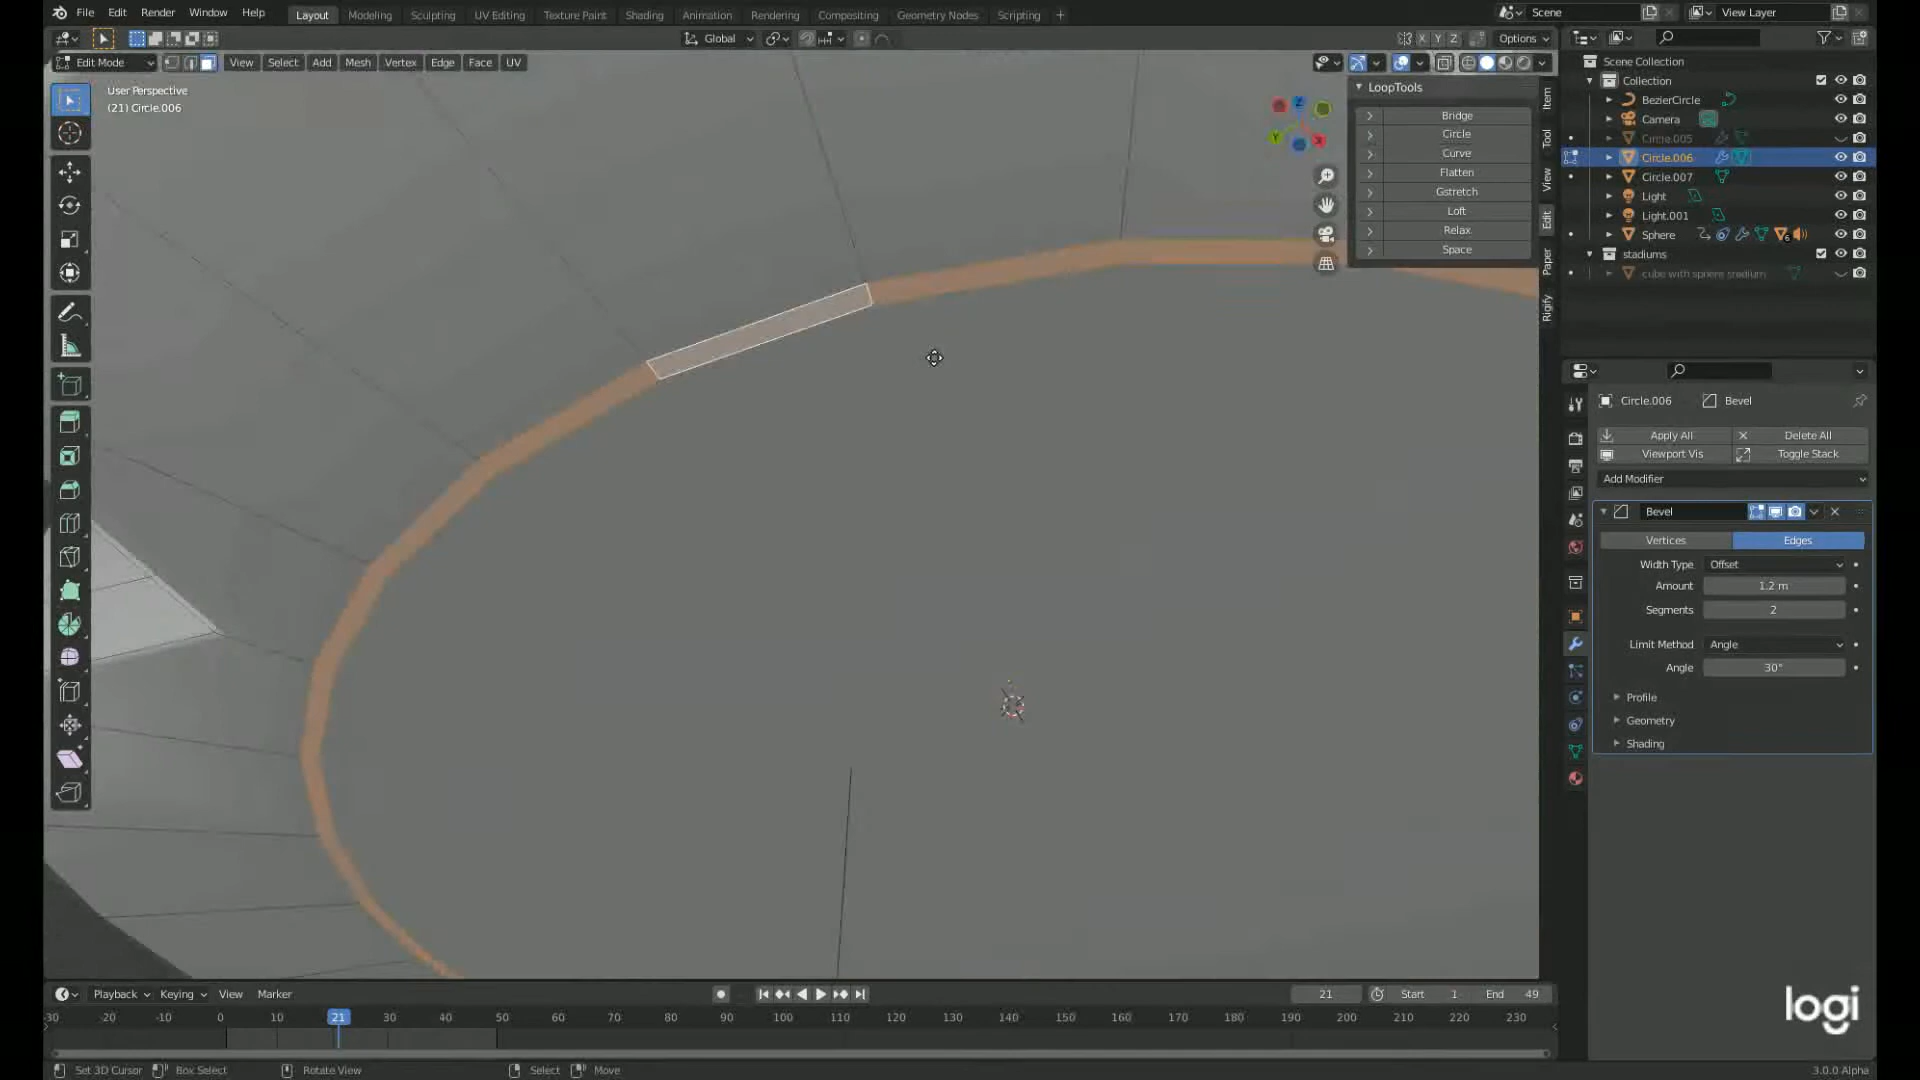 File Edit Render Window Help
Layout Modeling Sculpting UV Editing Texture Paint Shading Animation Rendering Compositing Geometry Nodes Scripting +
Scene
View Layer
Global
X Y Z
Options
Edit Mode
View Select Add Mesh Vertex Edge Face UV
User Perspective
(21) Circle.006
LoopTools
Bridge
Circle
Curve
Flatten
Gstretch
Loft
Relax
Space
Item
Tool
View
Edit
Paper
Rigify
Y
X
Z
Scene Collection
Collection
BezierCircle
Camera
Circle.005
Circle.006
Circle.007
Light
Light.001
Sphere
6
stadiums
cube with sphere stadium
Circle.006
Bevel
Apply All
Delete All
Viewport Vis
Toggle Stack
Add Modifier
Bevel
Vertices
Edges
Width Type Offset
Amount 1.2 m
Segments 2
Limit Method Angle
Angle 30°
Profile
Geometry
Shading
Playback Keying View Marker
21 Start 1 End 49
-30 -20 -10 0 10 21 30 40 50 60 70 80 90 100 110 120 130 140 150 160 170 180 190 200 210 220 230
logi
Set 3D Cursor Box Select Rotate View Select Move
3.0.0 Alpha